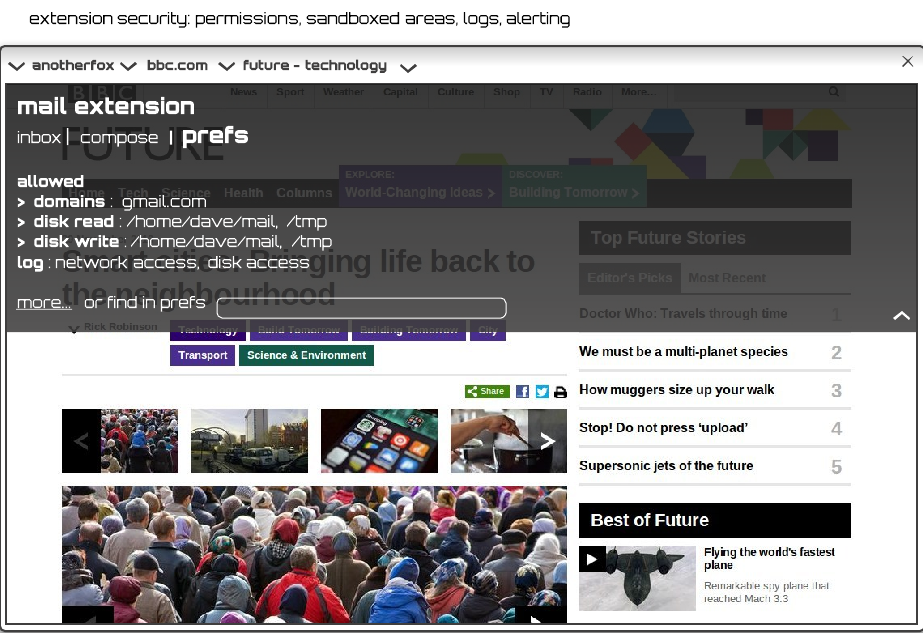 extension security: permissions, sandboxed areas, logs, alerting
anotherfox bbc.com future - technology
BBC News Sport Weather Capital Culture Shop TV Radio More...
mail extension
inbox | compose | prefs
FUTURE
EXPLORE: DISCOVER:
Home Tech Science Health Columns World-Changing Ideas > Building Tomorrow >
allowed
> domains : gmail.com
> disk read : /home/dave/mail, /tmp
> disk write : /home/dave/mail, /tmp
log : network access, disk access
Smart cities: Bringing life back to
the neighbourhood
more... or find in prefs
Rick Robinson
Technology Build Tomorrow Building Tomorrow City
Transport Science & Environment
Share
Top Future Stories
Editor's Picks Most Recent
Doctor Who: Travels through time 1
We must be a multi-planet species 2
How muggers size up your walk 3
Stop! Do not press ‘upload’ 4
Supersonic jets of the future 5
Best of Future
Flying the world's fastest
plane
Remarkable spy plane that
reached Mach 3.3